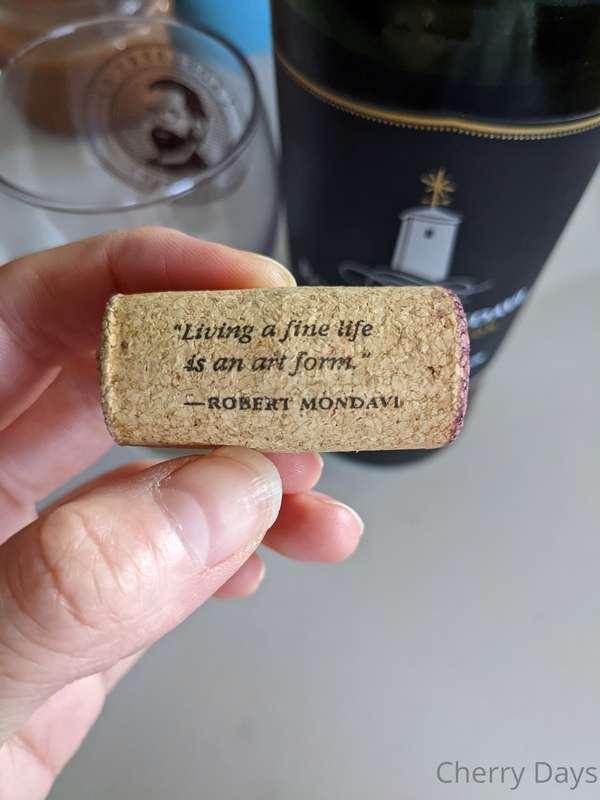 “Living a fine life
is an art form.”
—ROBERT MONDAVI
Cherry Days